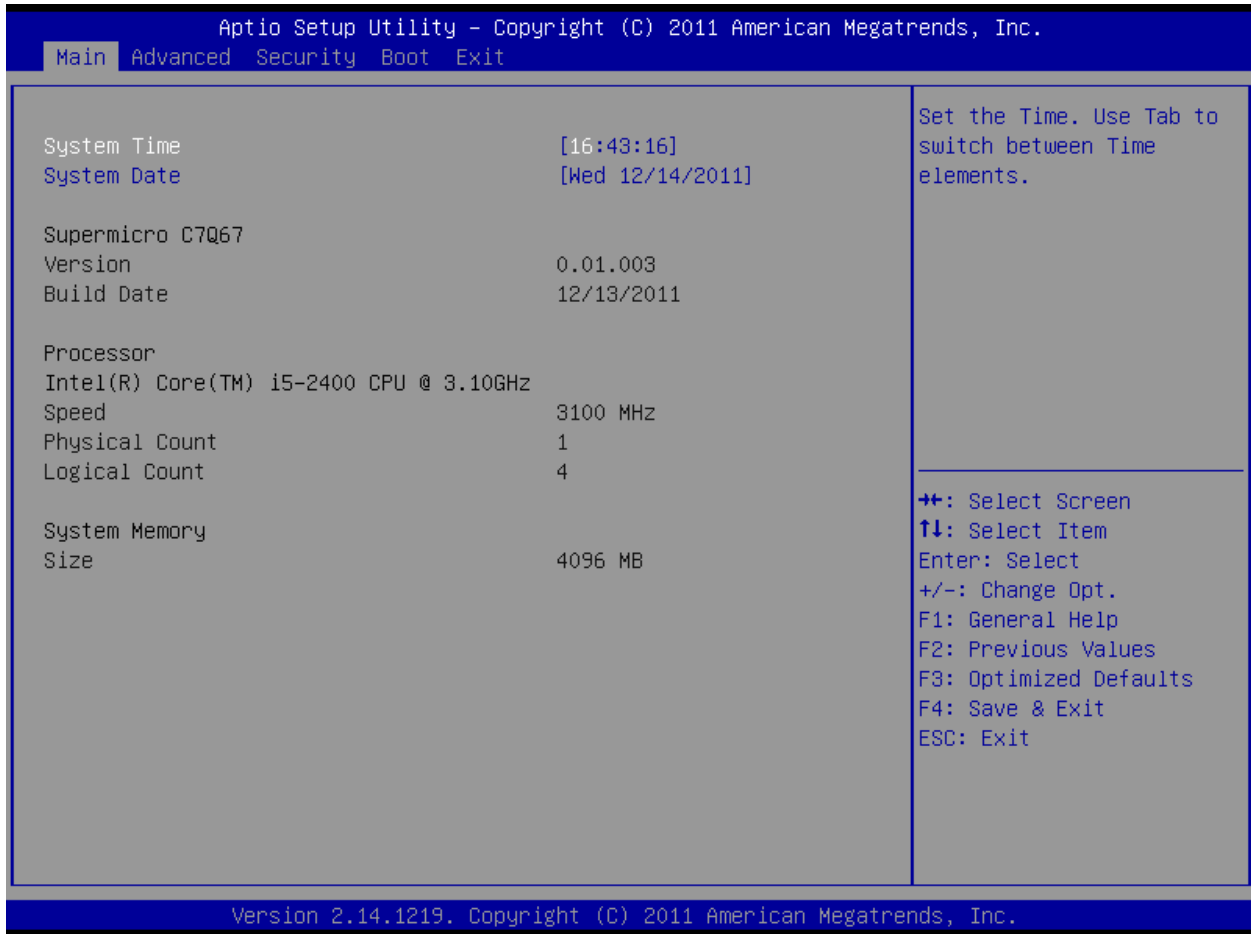 Aptio Setup Utility – Copyright (C) 2011 American Megatrends, Inc.
Main Advanced Security Boot Exit
System Time [16:43:16]
System Date [Wed 12/14/2011]
Supermicro C7Q67
Version 0.01.003
Build Date 12/13/2011
Processor
Intel(R) Core(TM) i5-2400 CPU @ 3.10GHz
Speed 3100 MHz
Physical Count 1
Logical Count 4
System Memory
Size 4096 MB
Set the Time. Use Tab to
switch between Time
elements.
→←: Select Screen
↑↓: Select Item
Enter: Select
+/-: Change Opt.
F1: General Help
F2: Previous Values
F3: Optimized Defaults
F4: Save & Exit
ESC: Exit
Version 2.14.1219. Copyright (C) 2011 American Megatrends, Inc.